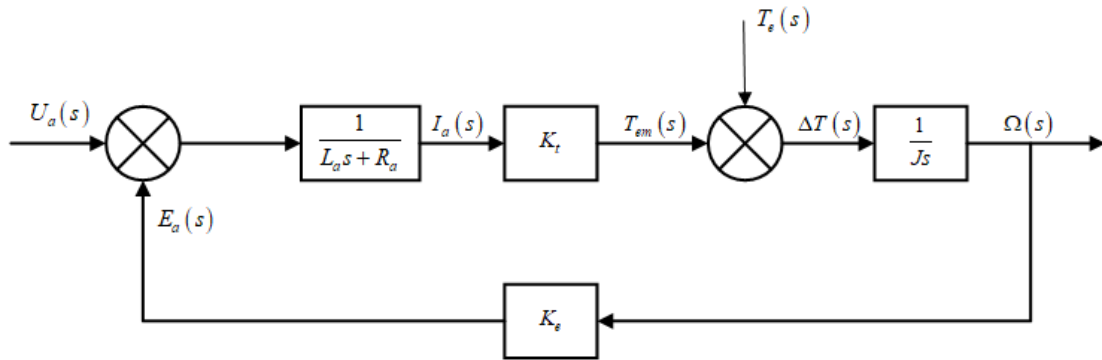 T_e(s)
U_a(s)
1/(L_a s + R_a)
I_a(s)
K_t
T_em(s)
ΔT(s)
1/(Js)
Ω(s)
E_a(s)
K_e